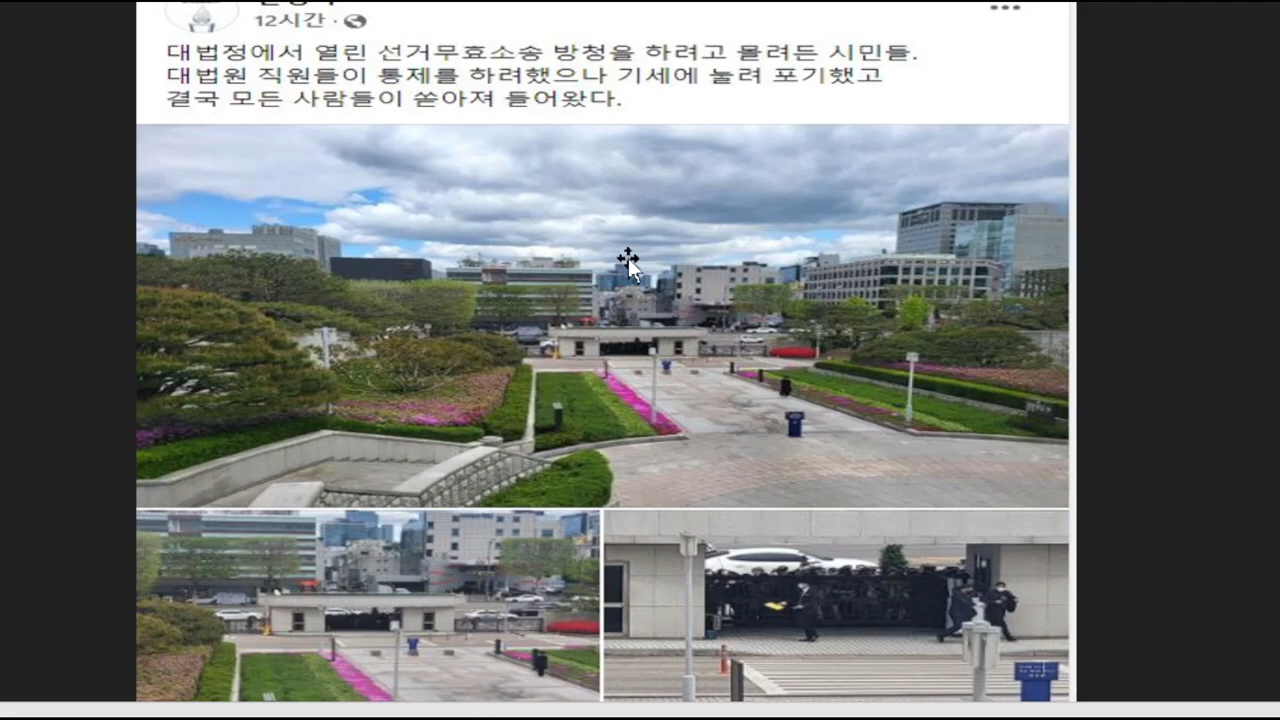 12시간 ·
대법정에서 열린 선거무효소송 방청을 하려고 몰려든 시민들.
대법원 직원들이 통제를 하려했으나 기세에 눌려 포기했고
결국 모든 사람들이 쏟아져 들어왔다.